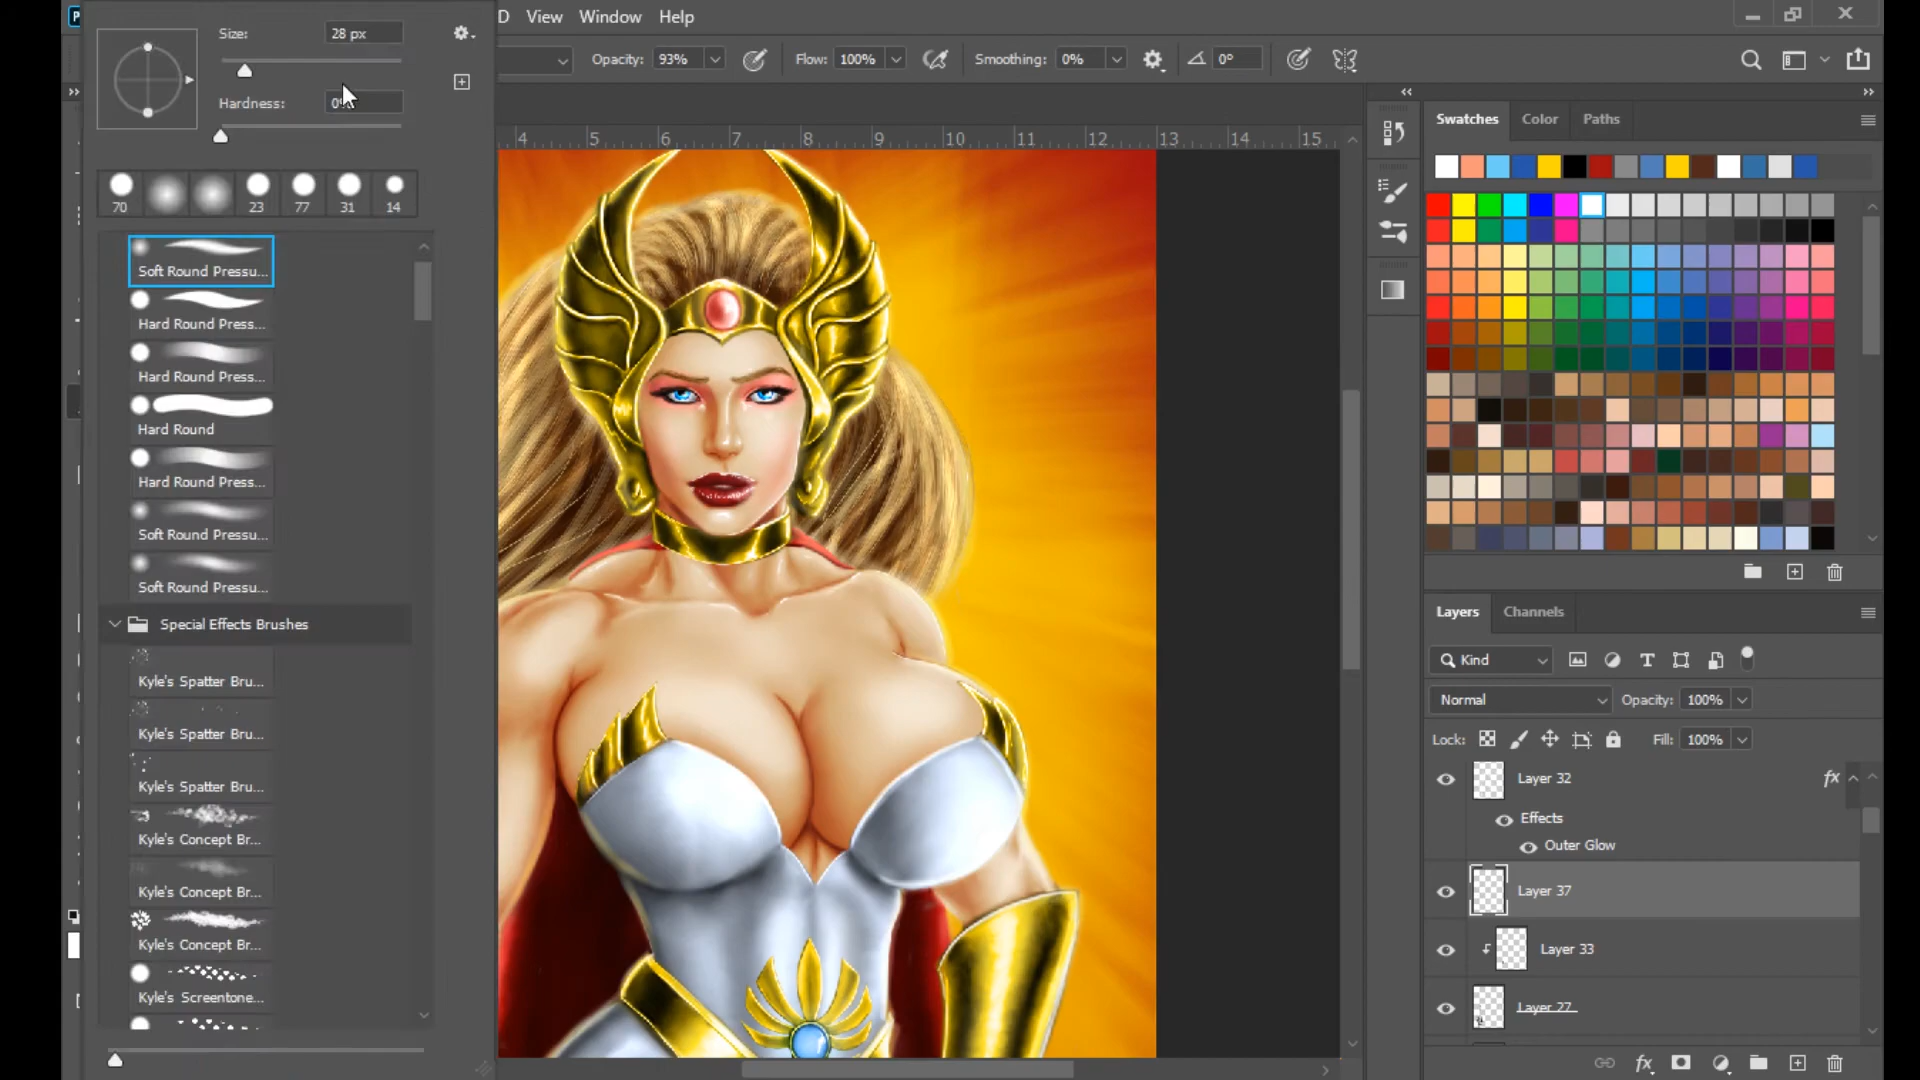 D View Window Help
Size: 28 px
Hardness: 0%
Opacity: 93% Flow: 100% Smoothing: 0% 0°
70 23 77 31 14
Soft Round Pressu...
Hard Round Press...
Hard Round Press...
Hard Round
Hard Round Press...
Soft Round Pressu...
Soft Round Pressu...
Special Effects Brushes
Kyle's Spatter Bru...
Kyle's Spatter Bru...
Kyle's Spatter Bru...
Kyle's Concept Br...
Kyle's Concept Br...
Kyle's Concept Br...
Kyle's Screentone...
4 5 6 7 8 9 10 11 12 13 14 15
Swatches Color Paths
Layers Channels
Kind
Normal Opacity: 100%
Lock: Fill: 100%
Layer 32 fx
Effects
Outer Glow
Layer 37
Layer 33
Layer 27
fx